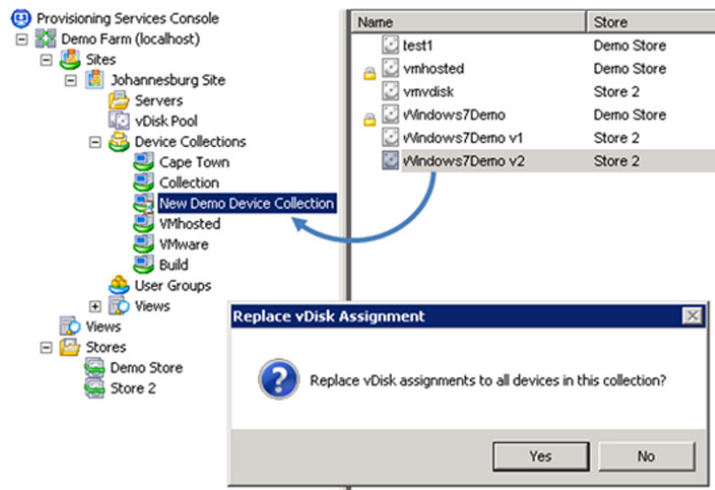 Provisioning Services Console
Demo Farm (localhost)
Sites
Johannesburg Site
Servers
vDisk Pool
Device Collections
Cape Town
Collection
New Demo Device Collection
VMhosted
VMware
Build
User Groups
Views
Views
Stores
Demo Store
Store 2
Name Store
test1 Demo Store
vmhosted Demo Store
vmvdisk Store 2
Windows7Demo Demo Store
Windows7Demo v1 Store 2
Windows7Demo v2 Store 2
Replace vDisk Assignment
Replace vDisk assignments to all devices in this collection?
Yes No